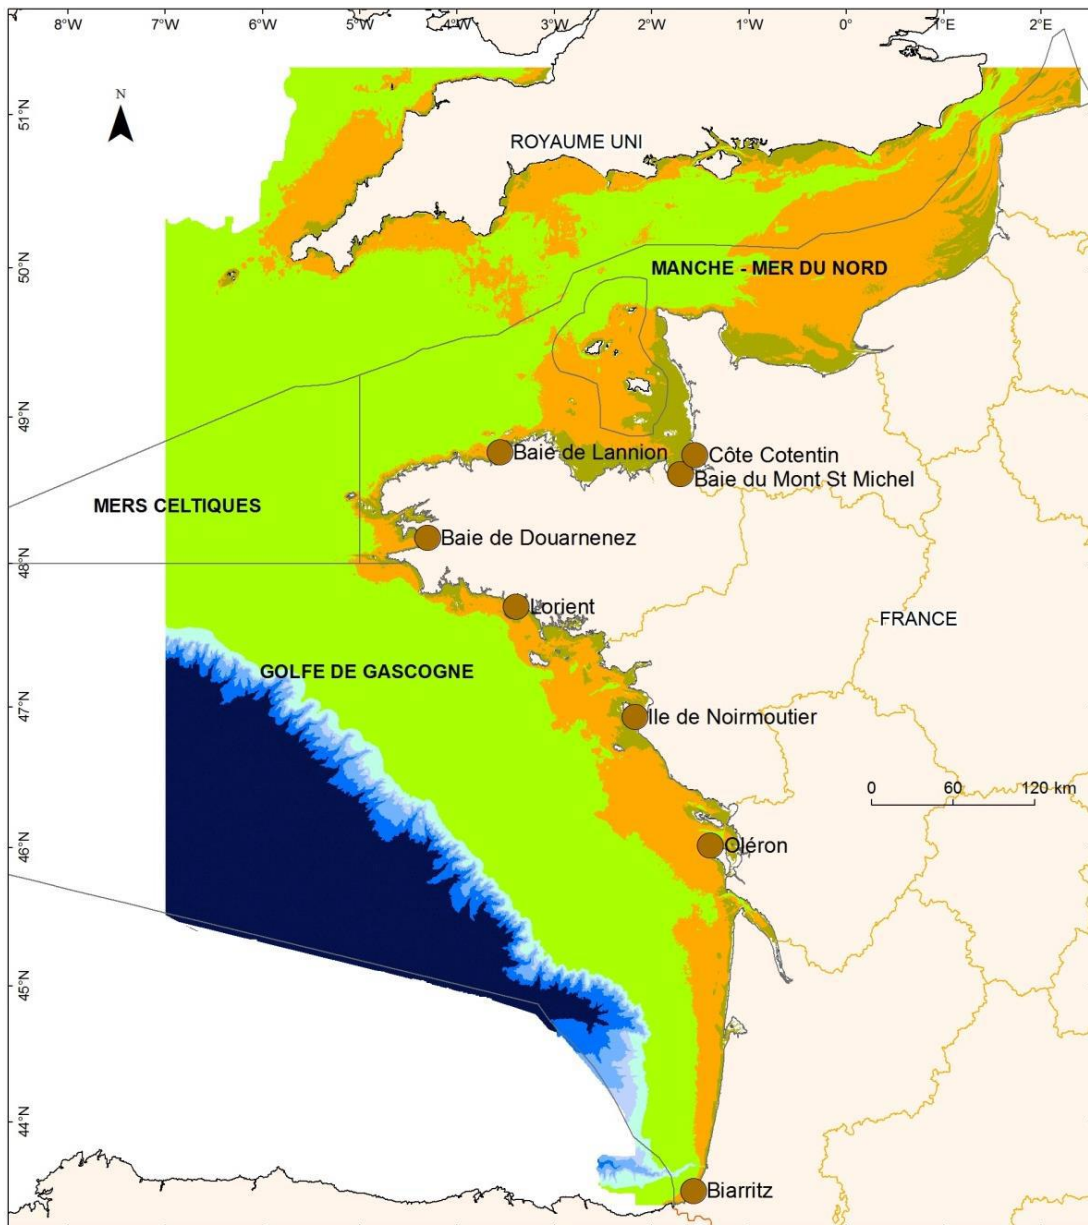 8°W 7°W 6°W 5°W 4°W 3°W 2°W 1°W 0° 1°E 2°E
N
51°N
ROYAUME UNI
50°N
MANCHE - MER DU NORD
49°N
Baie de Lannion
Côte Cotentin
Baie du Mont St Michel
MERS CELTIQUES
Baie de Douarnenez
48°N
Lorient
FRANCE
GOLFE DE GASCOGNE
47°N
Ile de Noirmoutier
0 60 120 km
46°N
Oléron
45°N
44°N
Biarritz